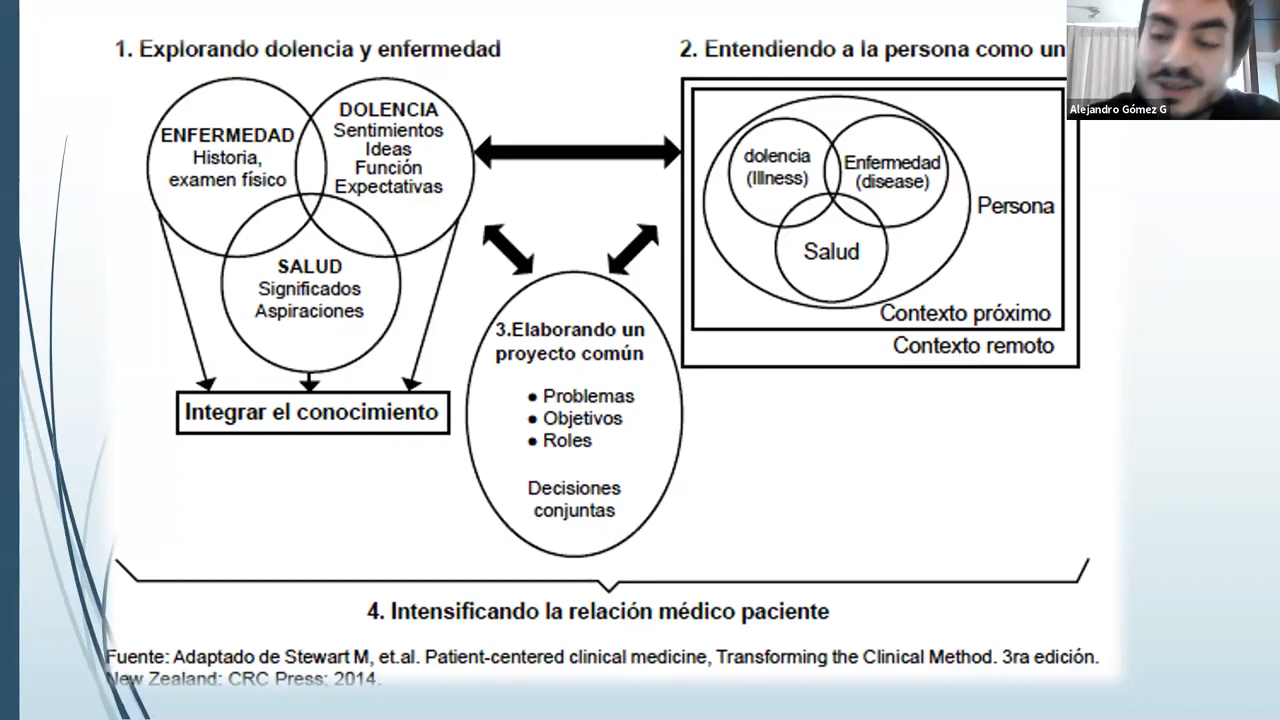 1. Explorando dolencia y enfermedad
ENFERMEDAD
Historia,
examen físico
DOLENCIA
Sentimientos
Ideas
Función
Expectativas
SALUD
Significados
Aspiraciones
Integrar el conocimiento
2. Entendiendo a la persona como un
dolencia
(Illness)
Enfermedad
(disease)
Salud
Persona
Contexto próximo
Contexto remoto
3.Elaborando un
proyecto común
● Problemas
● Objetivos
● Roles
Decisiones
conjuntas
4. Intensificando la relación médico paciente
Fuente: Adaptado de Stewart M, et.al. Patient-centered clinical medicine, Transforming the Clinical Method. 3ra edición.
New Zealand: CRC Press; 2014.
Alejandro Gómez G